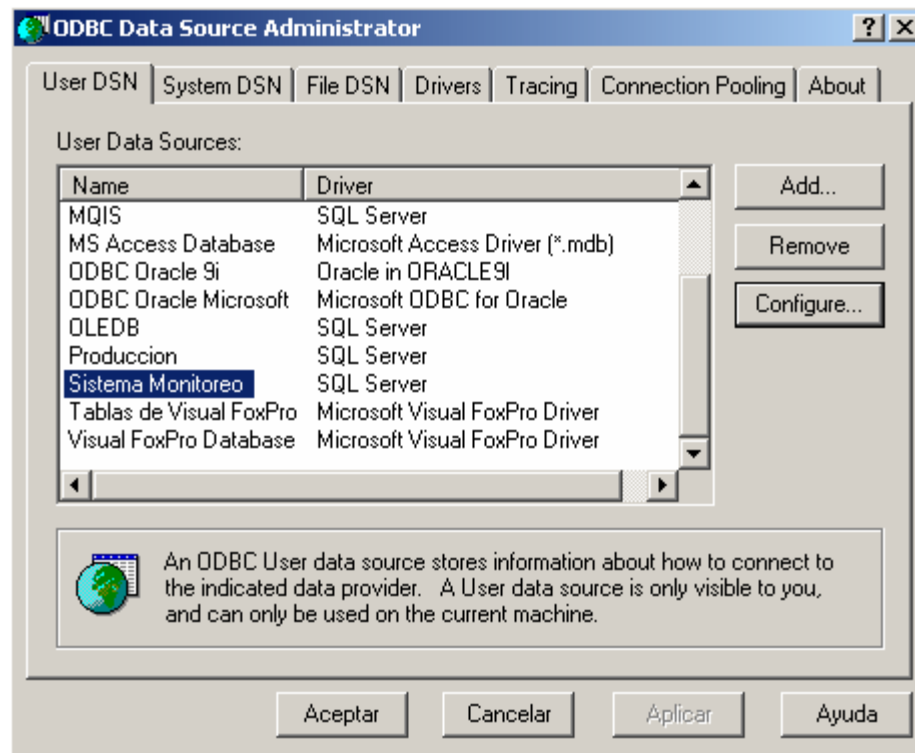 ODBC Data Source Administrator
User DSN System DSN File DSN Drivers Tracing Connection Pooling About
User Data Sources:
Name Driver
MQIS SQL Server
MS Access Database Microsoft Access Driver (*.mdb)
ODBC Oracle 9i Oracle in ORACLE9I
ODBC Oracle Microsoft Microsoft ODBC for Oracle
OLEDB SQL Server
Produccion SQL Server
Sistema Monitoreo SQL Server
Tablas de Visual FoxPro Microsoft Visual FoxPro Driver
Visual FoxPro Database Microsoft Visual FoxPro Driver
Add...
Remove
Configure...
An ODBC User data source stores information about how to connect to
the indicated data provider. A User data source is only visible to you,
and can only be used on the current machine.
Aceptar Cancelar Aplicar Ayuda